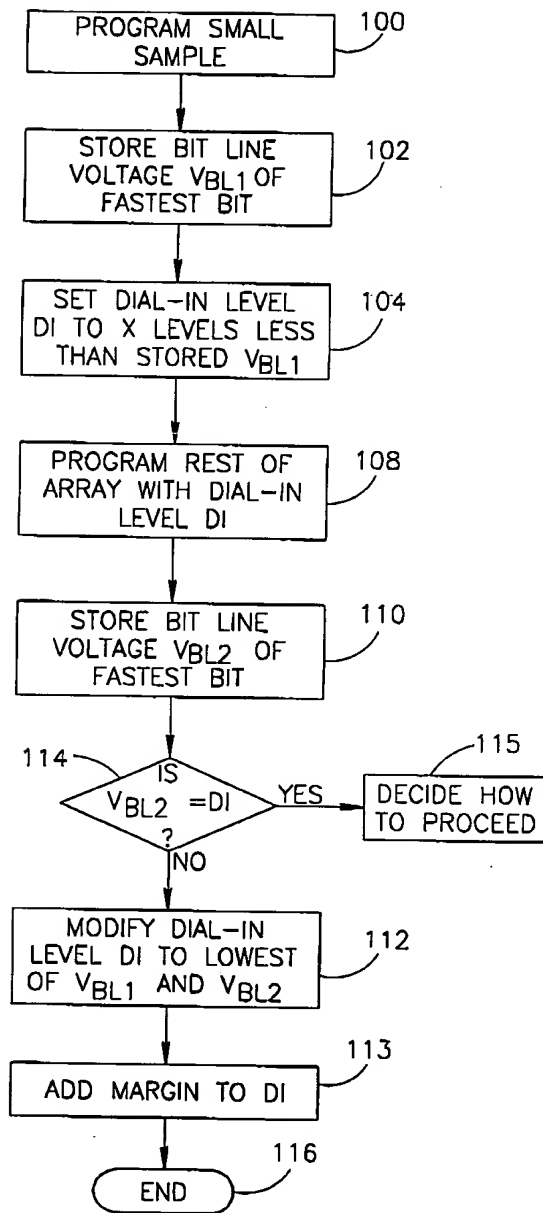 PROGRAM SMALL
SAMPLE
100
STORE BIT LINE
VOLTAGE VBL1 OF
FASTEST BIT
102
SET DIAL-IN LEVEL
DI TO X LEVELS LESS
THAN STORED VBL1
104
PROGRAM REST OF
ARRAY WITH DIAL-IN
LEVEL DI
108
STORE BIT LINE
VOLTAGE VBL2 OF
FASTEST BIT
110
114
IS
VBL2 =DI
?
YES
NO
115
DECIDE HOW
TO PROCEED
MODIFY DIAL-IN
LEVEL DI TO LOWEST
OF VBL1 AND VBL2
112
ADD MARGIN TO DI
113
END
116